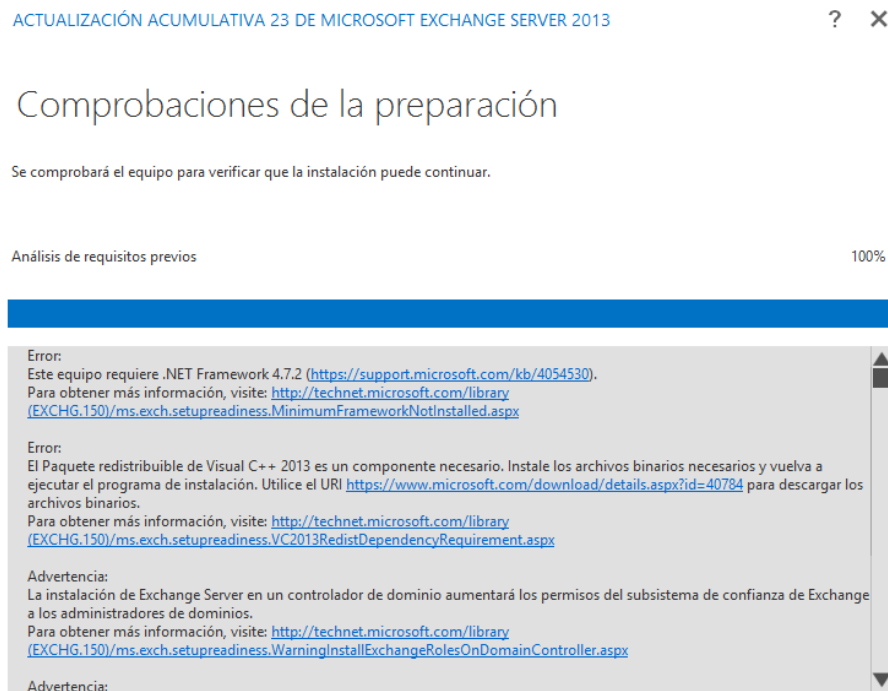 ACTUALIZACIÓN ACUMULATIVA 23 DE MICROSOFT EXCHANGE SERVER 2013 ?
Comprobaciones de la preparación
Se comprobará el equipo para verificar que la instalación puede continuar.
Análisis de requisitos previos 100%
Error:
Este equipo requiere .NET Framework 4.7.2 (https://support.microsoft.com/kb/4054530).
Para obtener más información, visite: http://technet.microsoft.com/library
(EXCHG.150)/ms.exch.setupreadiness.MinimumFrameworkNotInstalled.aspx
Error:
El Paquete redistribuible de Visual C++ 2013 es un componente necesario. Instale los archivos binarios necesarios y vuelva a
ejecutar el programa de instalación. Utilice el URI https://www.microsoft.com/download/details.aspx?id=40784 para descargar los
archivos binarios.
Para obtener más información, visite: http://technet.microsoft.com/library
(EXCHG.150)/ms.exch.setupreadiness.VC2013RedistDependencyRequirement.aspx
Advertencia:
La instalación de Exchange Server en un controlador de dominio aumentará los permisos del subsistema de confianza de Exchange
a los administradores de dominios.
Para obtener más información, visite: http://technet.microsoft.com/library
(EXCHG.150)/ms.exch.setupreadiness.WarningInstallExchangeRolesOnDomainController.aspx
Advertencia: